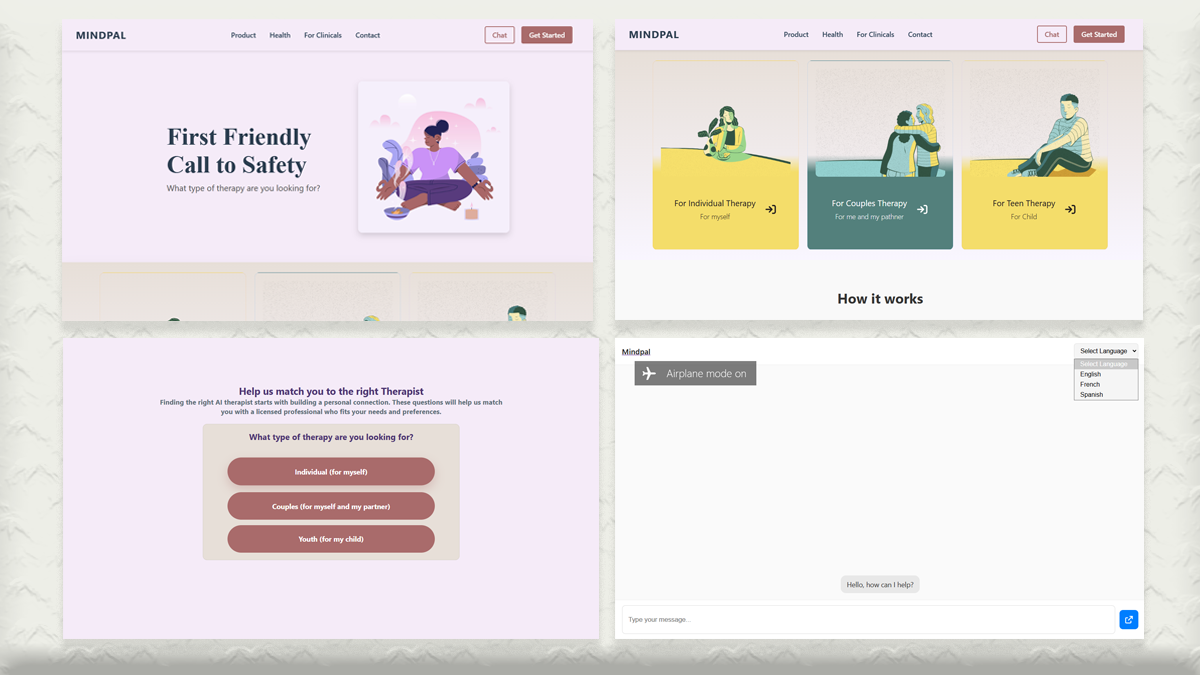 MINDPAL
Product Health For Clinicals Contact
Chat Get Started
First Friendly
Call to Safety
What type of therapy are you looking for?
MINDPAL
Product Health For Clinicals Contact
Chat Get Started
For Individual Therapy
For myself
For Couples Therapy
For me and my pathner
For Teen Therapy
For Child
How it works
Help us match you to the right Therapist
Finding the right AI therapist starts with building a personal connection. These questions will help us match
you with a licensed professional who fits your needs and preferences.
What type of therapy are you looking for?
Individual (for myself)
Couples (for myself and my partner)
Youth (for my child)
Mindpal
Select Language
Airplane mode on
Select Language
English
French
Spanish
Hello, how can I help?
Type your message...